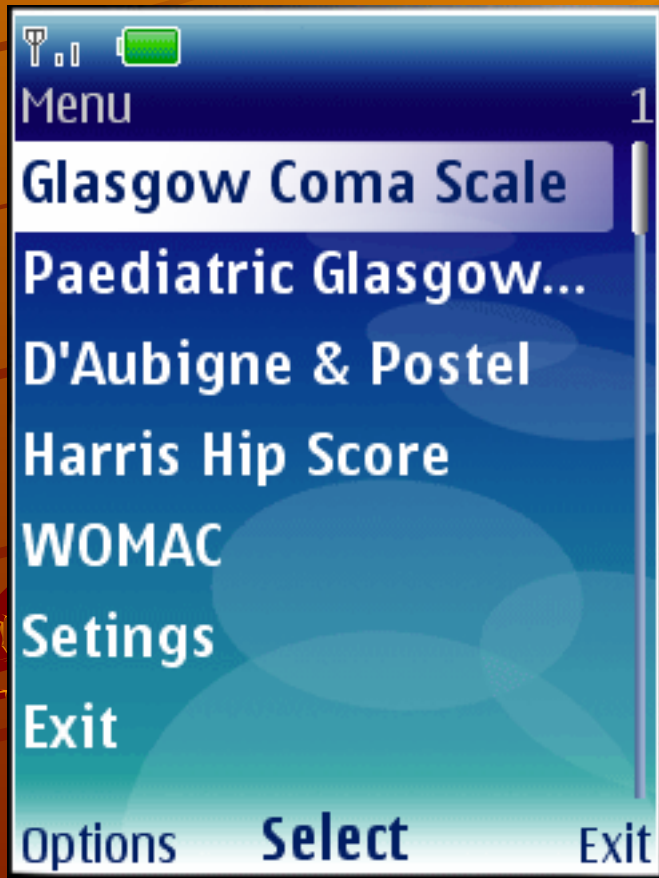 Menu 1
Glasgow Coma Scale
Paediatric Glasgow...
D'Aubigne & Postel
Harris Hip Score
WOMAC
Setings
Exit
Options Select Exit